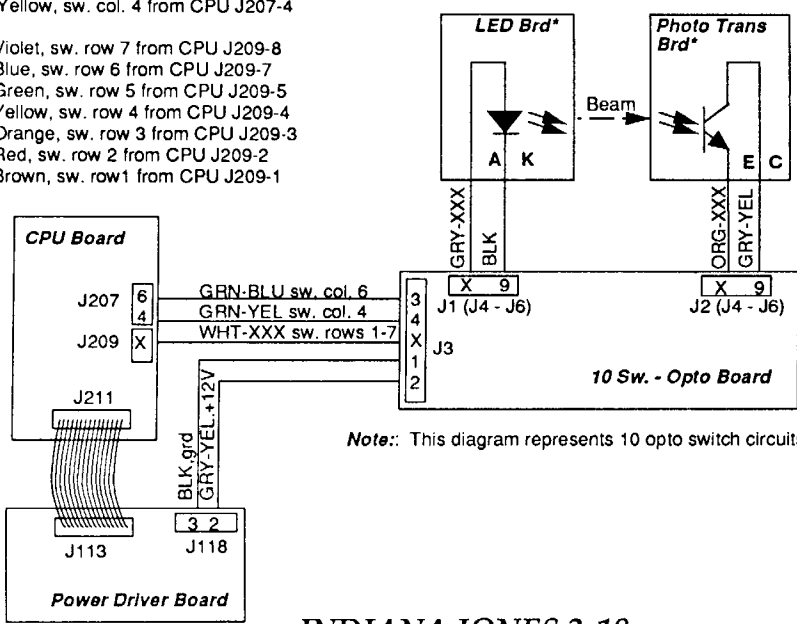 Yellow, sw. col. 4 from CPU J207-4
Violet, sw. row 7 from CPU J209-8
Blue, sw. row 6 from CPU J209-7
Green, sw. row 5 from CPU J209-5
Yellow, sw. row 4 from CPU J209-4
Orange, sw. row 3 from CPU J209-3
Red, sw. row 2 from CPU J209-2
Brown, sw. row1 from CPU J209-1
LED Brd*
Photo Trans
Brd*
Beam
A K
E C
GRY-XXX
BLK
ORG-XXX
GRY-YEL
CPU Board
J207
6
4
J209
X
J211
GRN-BLU sw. col. 6
GRN-YEL sw. col. 4
WHT-XXX sw. rows 1-7
3
4
X
1
2
J3
X 9
J1 (J4 - J6)
X 9
J2 (J4 - J6)
10 Sw. - Opto Board
BLK,grd
GRY-YEL.+12V
Note:: This diagram represents 10 opto switch circuits
3 2
J118
J113
Power Driver Board
INDIANA JONES